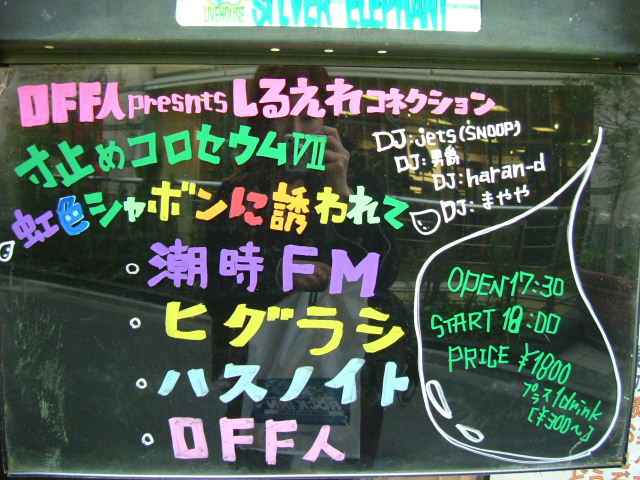 LIVEHOUSE SILVER ELEPHANT
OFF人 presnts しるえれコネクション
寸止めコロセウムⅦ
虹色シャボンに誘われて
DJ:jets(SNOOP)
DJ:男爵
DJ:haran-d
DJ:まやや
。潮時FM
。ヒグラシ
。ハスノイト
。OFF人
OPEN17:30
START 18:00
PRICE ¥1800
プラス1drink
[¥300〜]